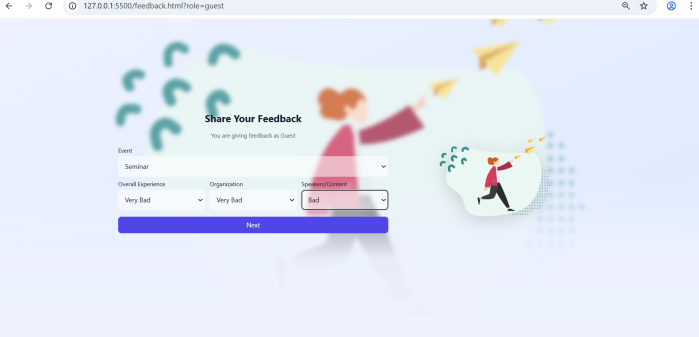 127.0.0.1:5500/feedback.html?role=guest
Share Your Feedback
You are giving feedback as Guest
Event
Seminar
Overall Experience Organization Speakers/Content
Very Bad Very Bad Bad
Next